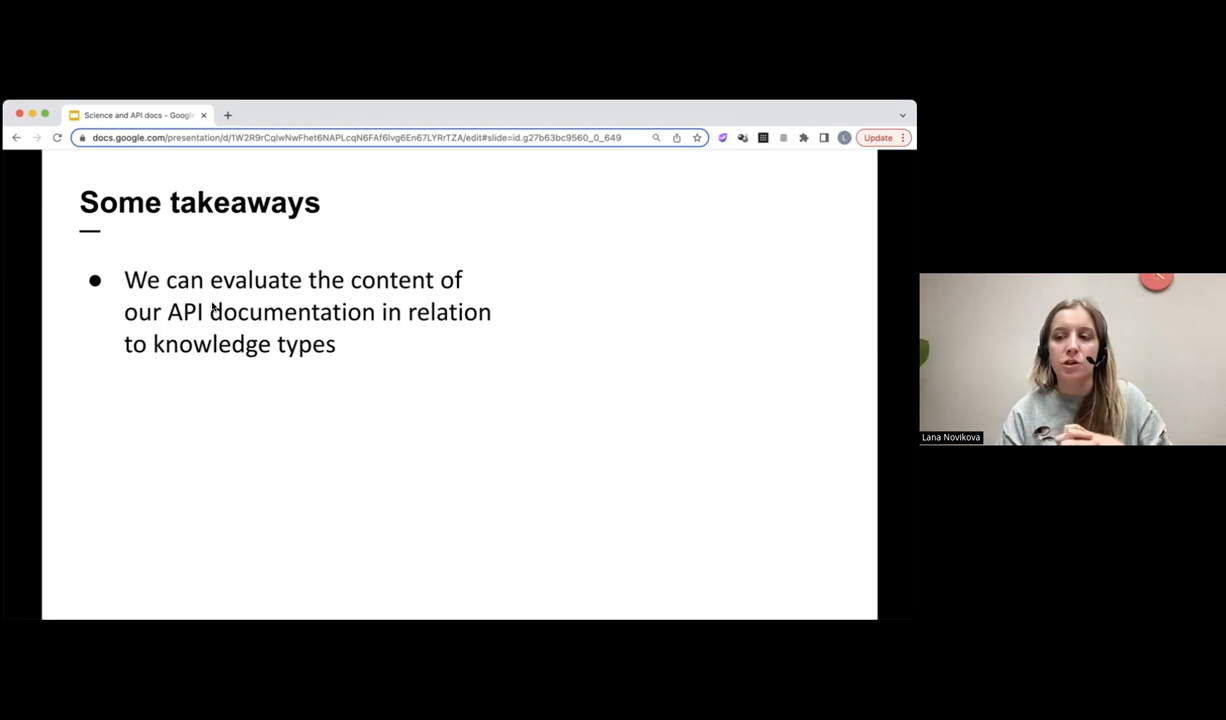 Science and API docs - Googl
docs.google.com/presentation/d/1W2R9rCqlwNwFhet6NAPLcqN6FAf6lvg6En67LYRrTZA/edit#slide=id.g27b63bc9560_0_649
L
Update
Some takeaways
● We can evaluate the content of
our API documentation in relation
to knowledge types
Lana Novikova